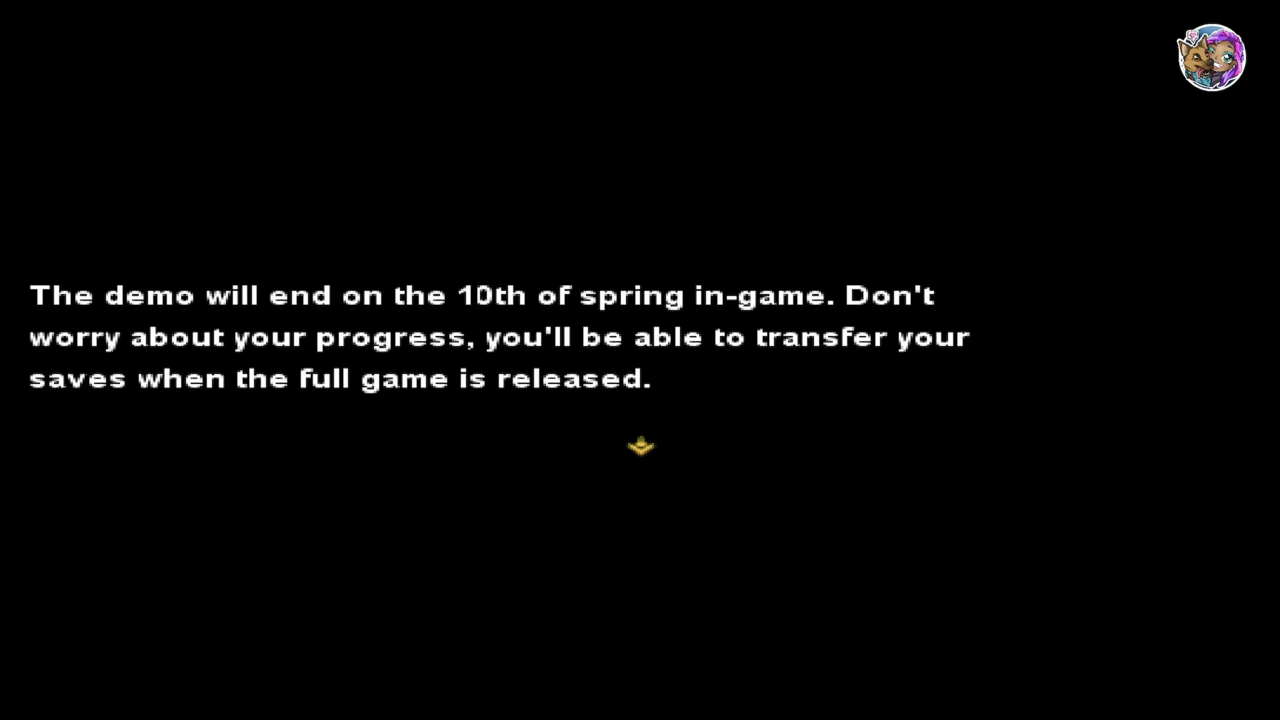 The demo will end on the 10th of spring in-game. Don't
worry about your progress, you'll be able to transfer your
saves when the full game is released.